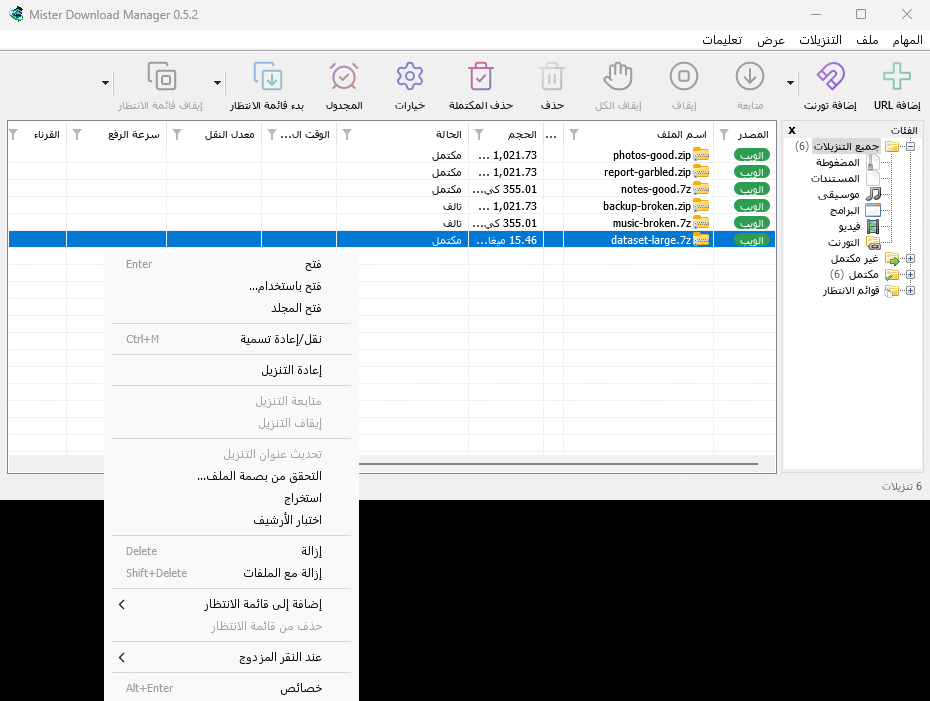 Mister Download Manager 0.5.2
المهام ملف التنزيلات عرض تعليمات
إضافة URL إضافة تورنت متابعة إيقاف إيقاف الكل حذف حذف المكتملة خيارات المجدول بدء قائمة الانتظار إيقاف قائمة الانتظار
الفئات x
جميع التنزيلات (6)
المضغوطة
المستندات
موسيقى
البرامج
فيديو
التورنت
غير مكتمل
مكتمل (6)
قوائم الانتظار
المصدر اسم الملف ... الحجم الحالة الوقت ال... معدل النقل سرعة الرفع القرناء
الويب photos-good.zip 1,021.73 ... مكتمل
الويب report-garbled.zip 1,021.73 ... مكتمل
الويب notes-good.7z 355.01 كي... مكتمل
الويب backup-broken.zip 1,021.73 ... تالف
الويب music-broken.7z 355.01 كي... تالف
الويب dataset-large.7z 15.46 ميغا... مكتمل
فتح Enter
فتح باستخدام...
فتح المجلد
نقل/إعادة تسمية Ctrl+M
إعادة التنزيل
متابعة التنزيل
إيقاف التنزيل
تحديث عنوان التنزيل
التحقق من بصمة الملف...
استخراج
اختبار الأرشيف
إزالة Delete
إزالة مع الملفات Shift+Delete
إضافة إلى قائمة الانتظار
حذف من قائمة الانتظار
عند النقر المزدوج
خصائص Alt+Enter
6 تنزيلات